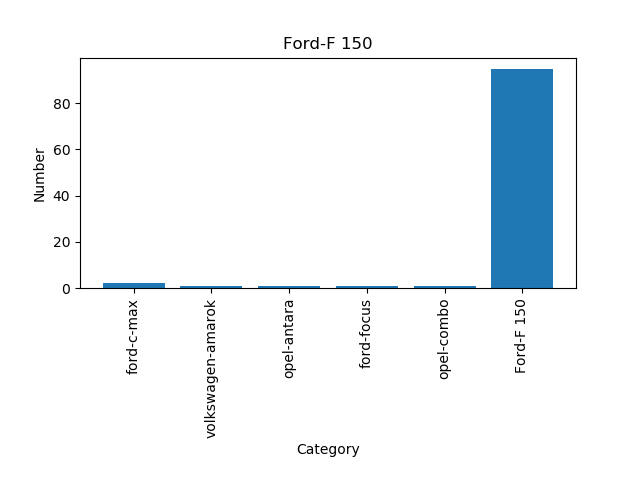 Ford-F 150
Number
80
60
40
20
0
ford-c-max
volkswagen-amarok
opel-antara
ford-focus
opel-combo
Ford-F 150
Category